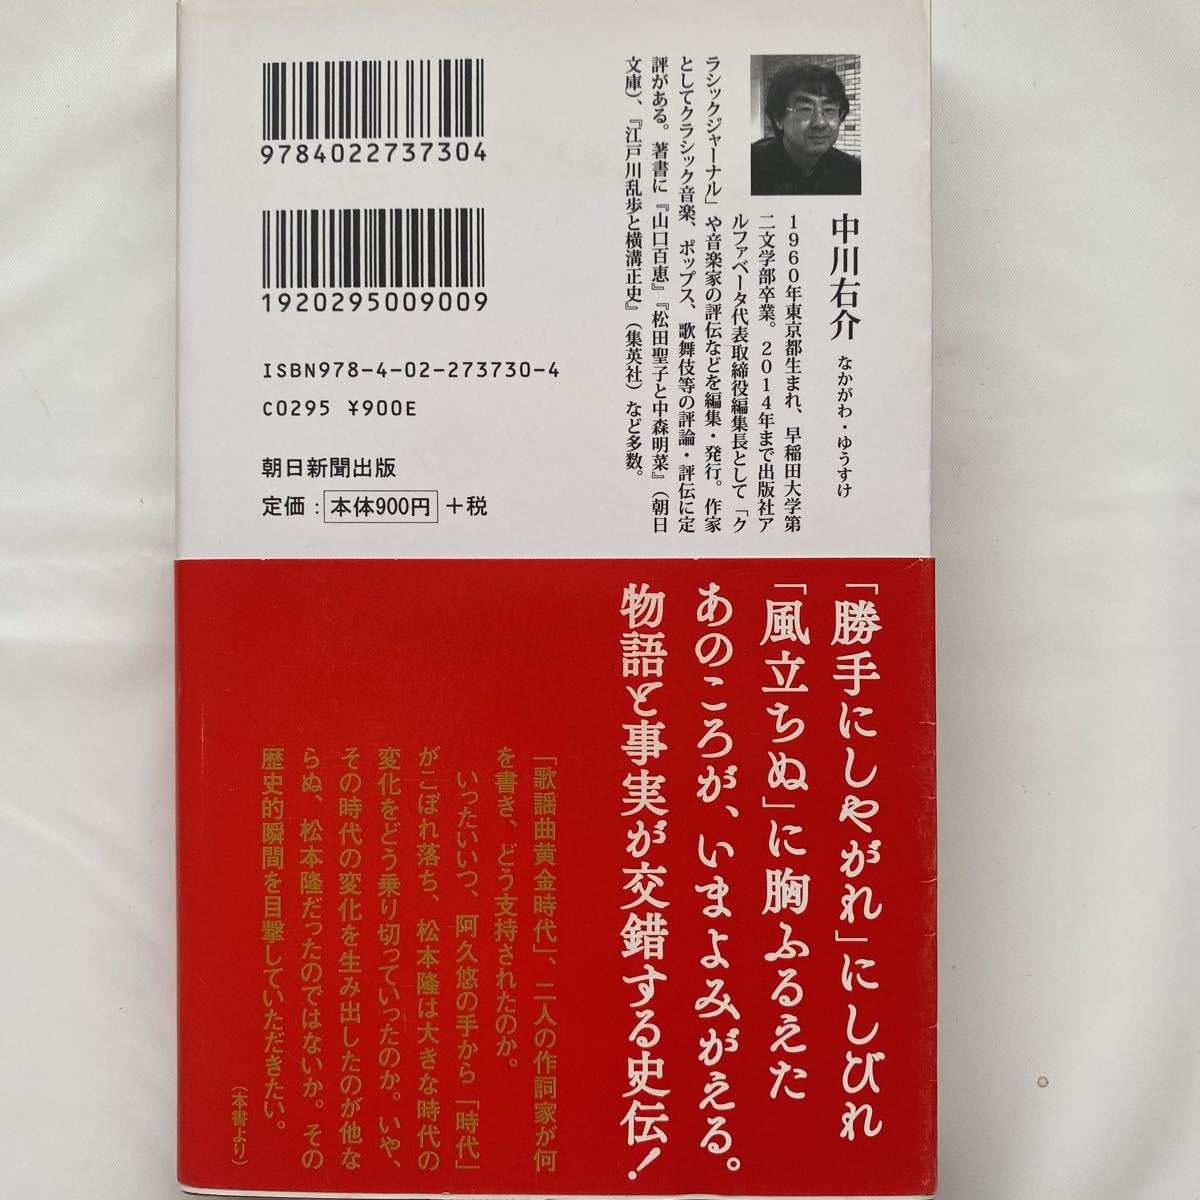 中川右介 なかがわ・ゆうすけ
1960年東京都生まれ、早稲田大学第
二文学部卒業。2014年まで出版社ア
ルファベータ代表取締役編集長として「ク
ラシックジャーナル」や音楽家の評伝などを編集・発行。作家
としてクラシック音楽、ポップス、歌舞伎等の評論・評伝に定
評がある。著書に『山口百恵』『松田聖子と中森明菜』（朝日
文庫）、『江戸川乱歩と横溝正史』（集英社）など多数。
9784022737304
1920295009009
ISBN978-4-02-273730-4
C0295 ¥900E
朝日新聞出版
定価：本体900円＋税
「勝手にしやがれ」にしびれ
「風立ちぬ」に胸ふるえた
あのころが、いまよみがえる。
物語と事実が交錯する史伝！
「歌謡曲黄金時代」、二人の作詞家が何
を書き、どう支持されたのか。
いったいいつ、阿久悠の手から「時代」
がこぼれ落ち、松本隆は大きな時代の
変化をどう乗り切っていったのか。いや、
その時代の変化を生み出したのが他な
らぬ、松本隆だったのではないか。その
歴史的瞬間を目撃していただきたい。
（本書より）